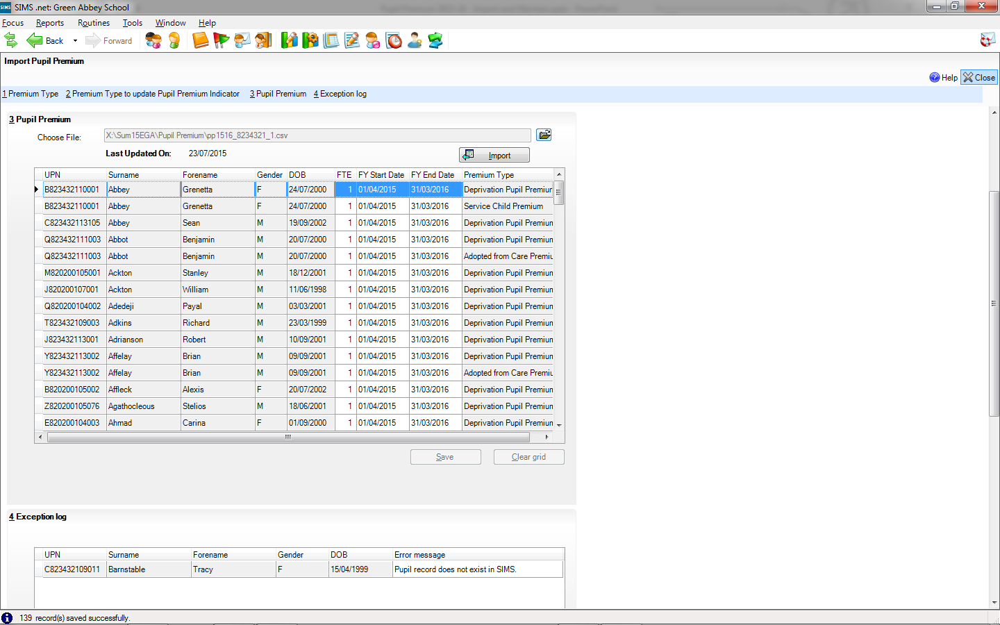 SIMS SIMS .net: Green Abbey School
Focus Reports Routines Tools Window Help
Back Forward
Import Pupil Premium
Help Close
1 Premium Type 2 Premium Type to update Pupil Premium Indicator 3 Pupil Premium 4 Exception log
3 Pupil Premium
Choose File: X:\Sum15EGA\Pupil Premium\pp1516_8234321_1.csv
Last Updated On: 23/07/2015 Import
UPN Surname Forename Gender DOB FTE FY Start Date FY End Date Premium Type
B823432110001 Abbey Grenetta F 24/07/2000 1 01/04/2015 31/03/2016 Deprivation Pupil Premiun
B823432110001 Abbey Grenetta F 24/07/2000 1 01/04/2015 31/03/2016 Service Child Premium
C823432113105 Abbey Sean M 19/09/2002 1 01/04/2015 31/03/2016 Deprivation Pupil Premiun
Q823432111003 Abbot Benjamin M 20/07/2000 1 01/04/2015 31/03/2016 Deprivation Pupil Premiun
Q823432111003 Abbot Benjamin M 20/07/2000 1 01/04/2015 31/03/2016 Adopted from Care Premiu
M820200105001 Ackton Stanley M 18/12/2001 1 01/04/2015 31/03/2016 Deprivation Pupil Premiun
J820200107001 Ackton William M 11/06/1998 1 01/04/2015 31/03/2016 Deprivation Pupil Premiun
Q820200104002 Adedeji Payal M 03/03/2001 1 01/04/2015 31/03/2016 Deprivation Pupil Premiun
T823432109003 Adkins Richard M 23/03/1999 1 01/04/2015 31/03/2016 Deprivation Pupil Premiun
J823432113001 Adrianson Robert M 10/09/2001 1 01/04/2015 31/03/2016 Deprivation Pupil Premiun
Y823432113002 Affelay Brian M 09/09/2001 1 01/04/2015 31/03/2016 Deprivation Pupil Premiun
Y823432113002 Affelay Brian M 09/09/2001 1 01/04/2015 31/03/2016 Adopted from Care Premiu
B820200105002 Affleck Alexis F 20/07/2002 1 01/04/2015 31/03/2016 Deprivation Pupil Premiun
Z820200105076 Agathocleous Stelios M 18/06/2001 1 01/04/2015 31/03/2016 Deprivation Pupil Premiun
E820200104003 Ahmad Carina F 01/09/2000 1 01/04/2015 31/03/2016 Deprivation Pupil Premiun
Save Clear grid
4 Exception log
UPN Surname Forename Gender DOB Error message
C823432109011 Barnstable Tracy F 15/04/1999 Pupil record does not exist in SIMS.
139 record(s) saved successfully.